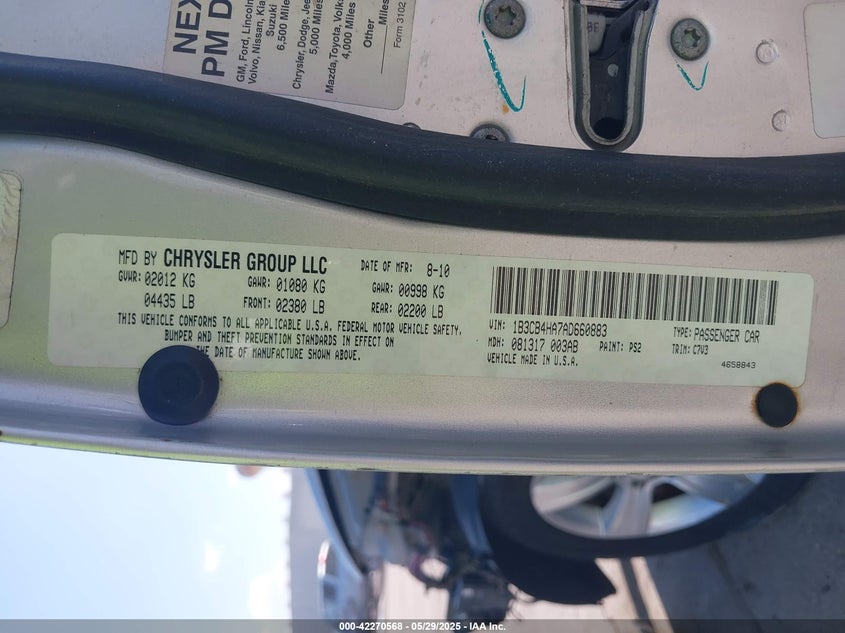 NEX
PM D
GM, Ford, Lincoln
Volvo, Nissan, Kia
Suzuki
6,500 Miles
Chrysler, Dodge, Jee
5,000 Miles
Mazda, Toyota, Volk
4,000 Miles
Other
Miles
Form 3102
MFD BY CHRYSLER GROUP LLC DATE OF MFR: 8-10
GVWR: 02012 KG GAWR: 01080 KG GAWR: 00998 KG
04435 LB FRONT: 02380 LB REAR: 02200 LB
THIS VEHICLE CONFORMS TO ALL APPLICABLE U.S.A. FEDERAL MOTOR VEHICLE SAFETY,
BUMPER AND THEFT PREVENTION STANDARDS IN EFFECT ON
THE DATE OF MANUFACTURE SHOWN ABOVE.
VIN: 1B3CB4HA7AD660883 TYPE: PASSENGER CAR
MDH: 081317 003AB PAINT: PS2 TRIM: C7V3
VEHICLE MADE IN U.S.A. 4658843
000-42270568 — 05/29/2025 — IAA Inc.